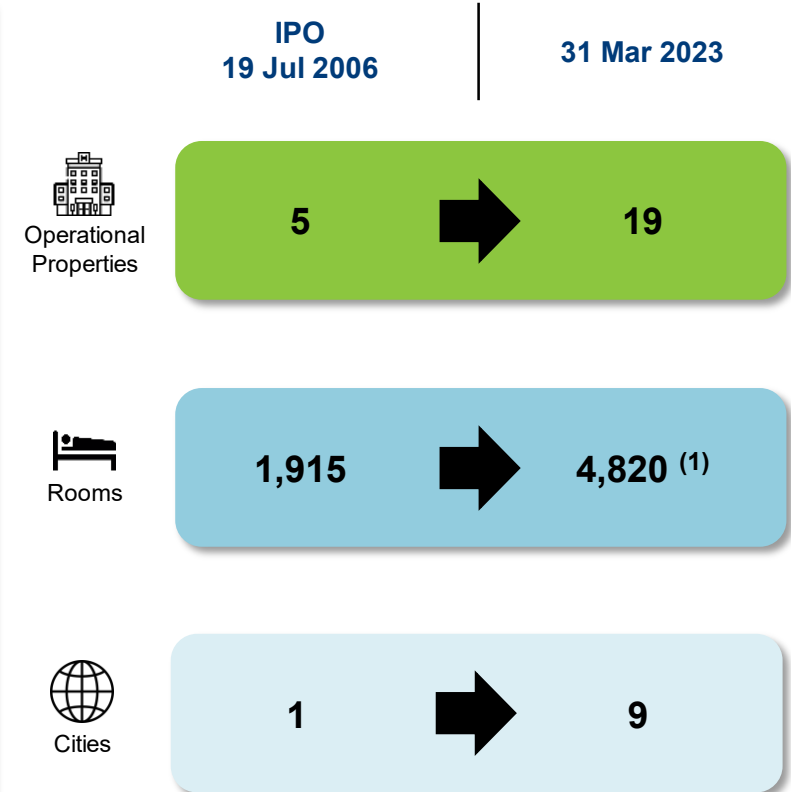 IPO
19 Jul 2006
31 Mar 2023
Operational
Properties
5
19
Rooms
1,915
4,820 (1)
Cities
1
9